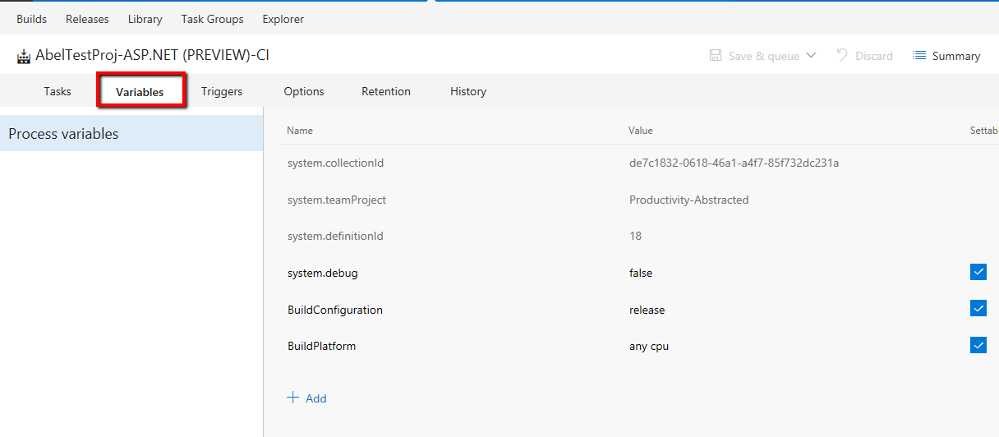 Builds Releases Library Task Groups Explorer
AbelTestProj-ASP.NET (PREVIEW)-CI Save & queue Discard Summary
Tasks Variables Triggers Options Retention History
Process variables
Name Value Settab
system.collectionId de7c1832-0618-46a1-a4f7-85f732dc231a
system.teamProject Productivity-Abstracted
system.definitionId 18
system.debug false
BuildConfiguration release
BuildPlatform any cpu
Add